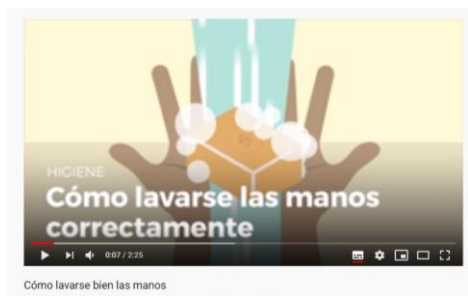 HIGIENE
Cómo lavarse las manos
correctamente
0:07 / 2:25
Cómo lavarse bien las manos